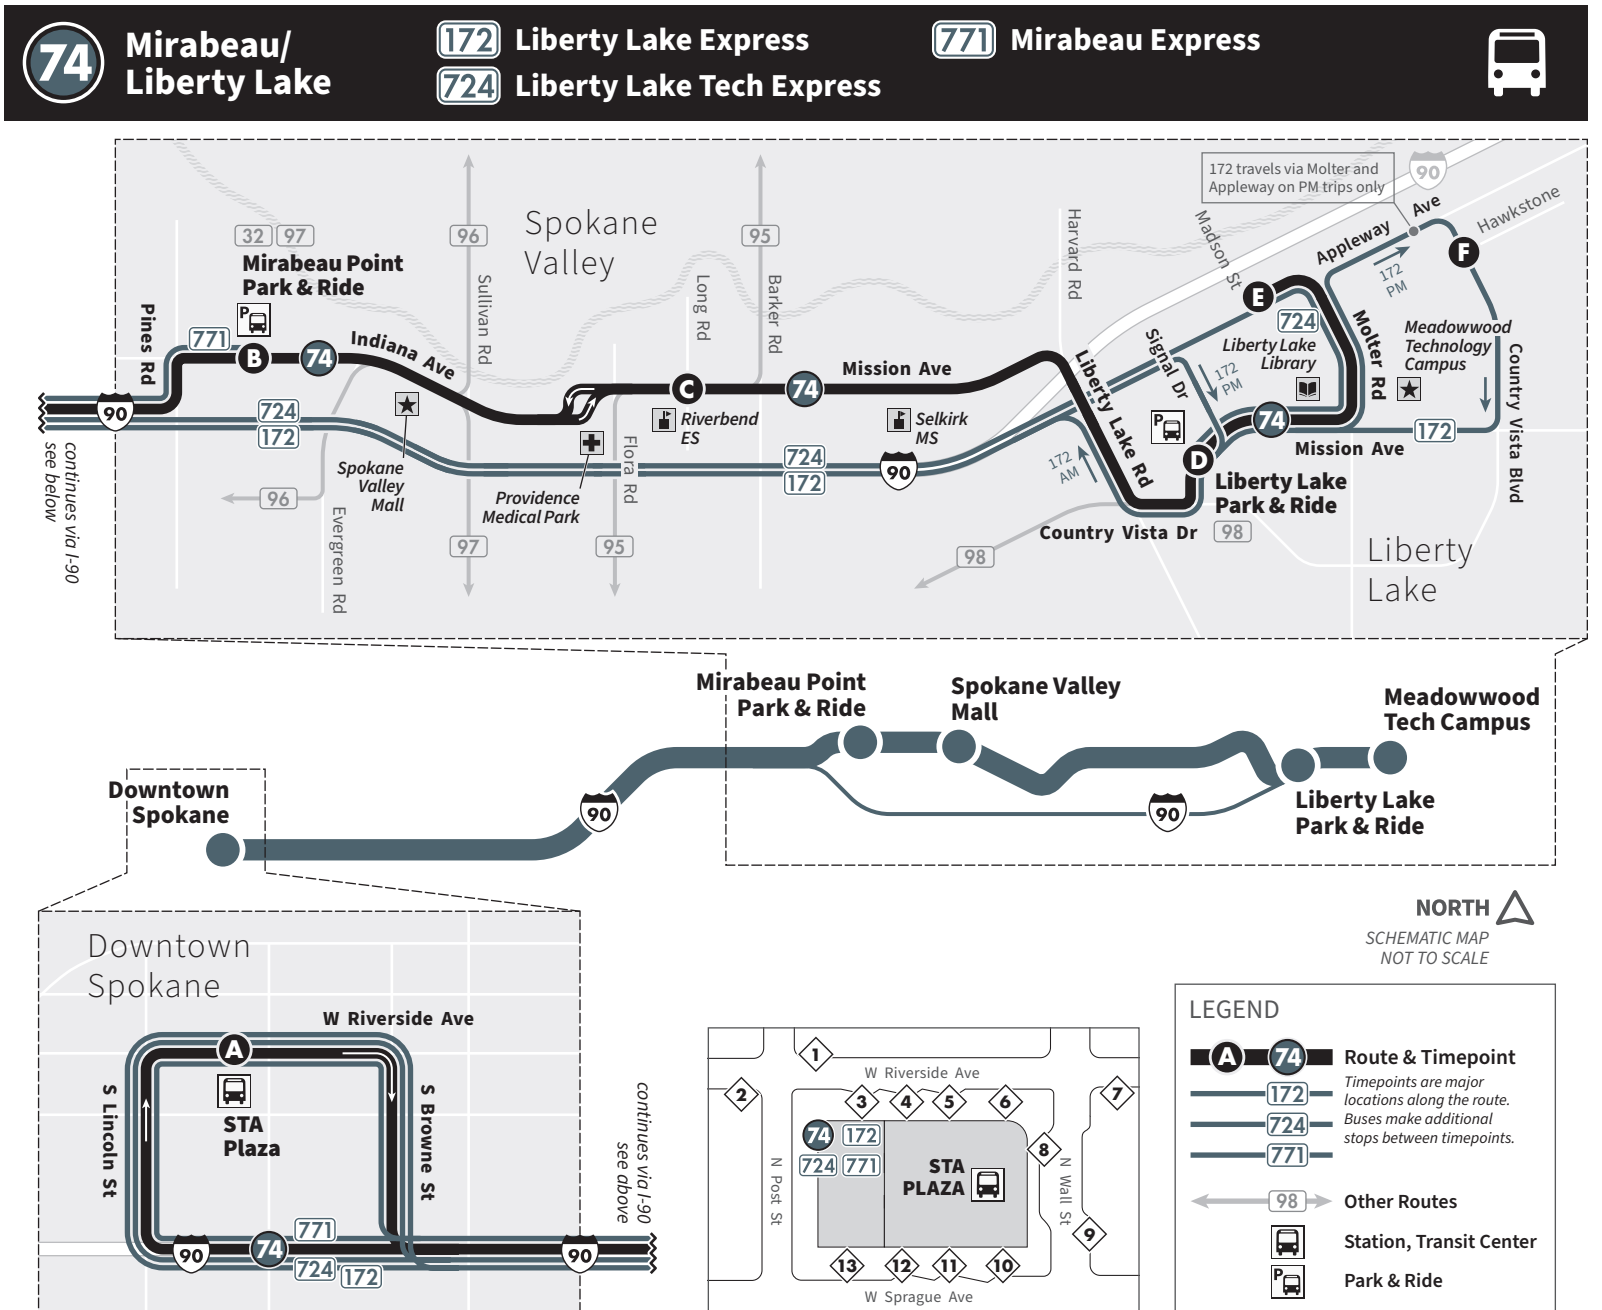 74
Mirabeau/
Liberty Lake
172 Liberty Lake Express
724 Liberty Lake Tech Express
771 Mirabeau Express
172 travels via Molter and
Appleway on PM trips only
90
Spokane
Valley
32 97
96
95
Mirabeau Point
Park & Ride
P
Pines Rd
771
B
74
Indiana Ave
Sullivan Rd
Long Rd
Barker Rd
Harvard Rd
Madson St
Appleway Ave
Hawkstone
F
E
172
PM
724
Liberty Lake
Library
Signal Dr
172
PM
Molter Rd
Meadowwood
Technology
Campus
Country Vista Blvd
C
74
Mission Ave
Riverbend
ES
Selkirk
MS
Liberty Lake Rd
P
74
172
Mission Ave
D
Liberty Lake
Park & Ride
172
AM
90
724
172
Spokane
Valley
Mall
Providence
Medical Park
Flora Rd
724
172
90
continues via I-90
see below
96
Evergreen Rd
97
95
Country Vista Dr
98
98
Liberty
Lake
Mirabeau Point
Park & Ride
Spokane Valley
Mall
Meadowwood
Tech Campus
Downtown
Spokane
90
90
Liberty Lake
Park & Ride
NORTH
SCHEMATIC MAP
NOT TO SCALE
Downtown
Spokane
W Riverside Ave
A
STA
Plaza
S Lincoln St
S Browne St
continues via I-90
see above
771
90
74
724
172
90
1
W Riverside Ave
2
3
4
5
6
7
74
172
724
771
STA
PLAZA
8
N Post St
N Wall St
9
13
12
11
10
W Sprague Ave
LEGEND
A 74 Route & Timepoint
172
724
771
Timepoints are major
locations along the route.
Buses make additional
stops between timepoints.
98 Other Routes
Station, Transit Center
P Park & Ride